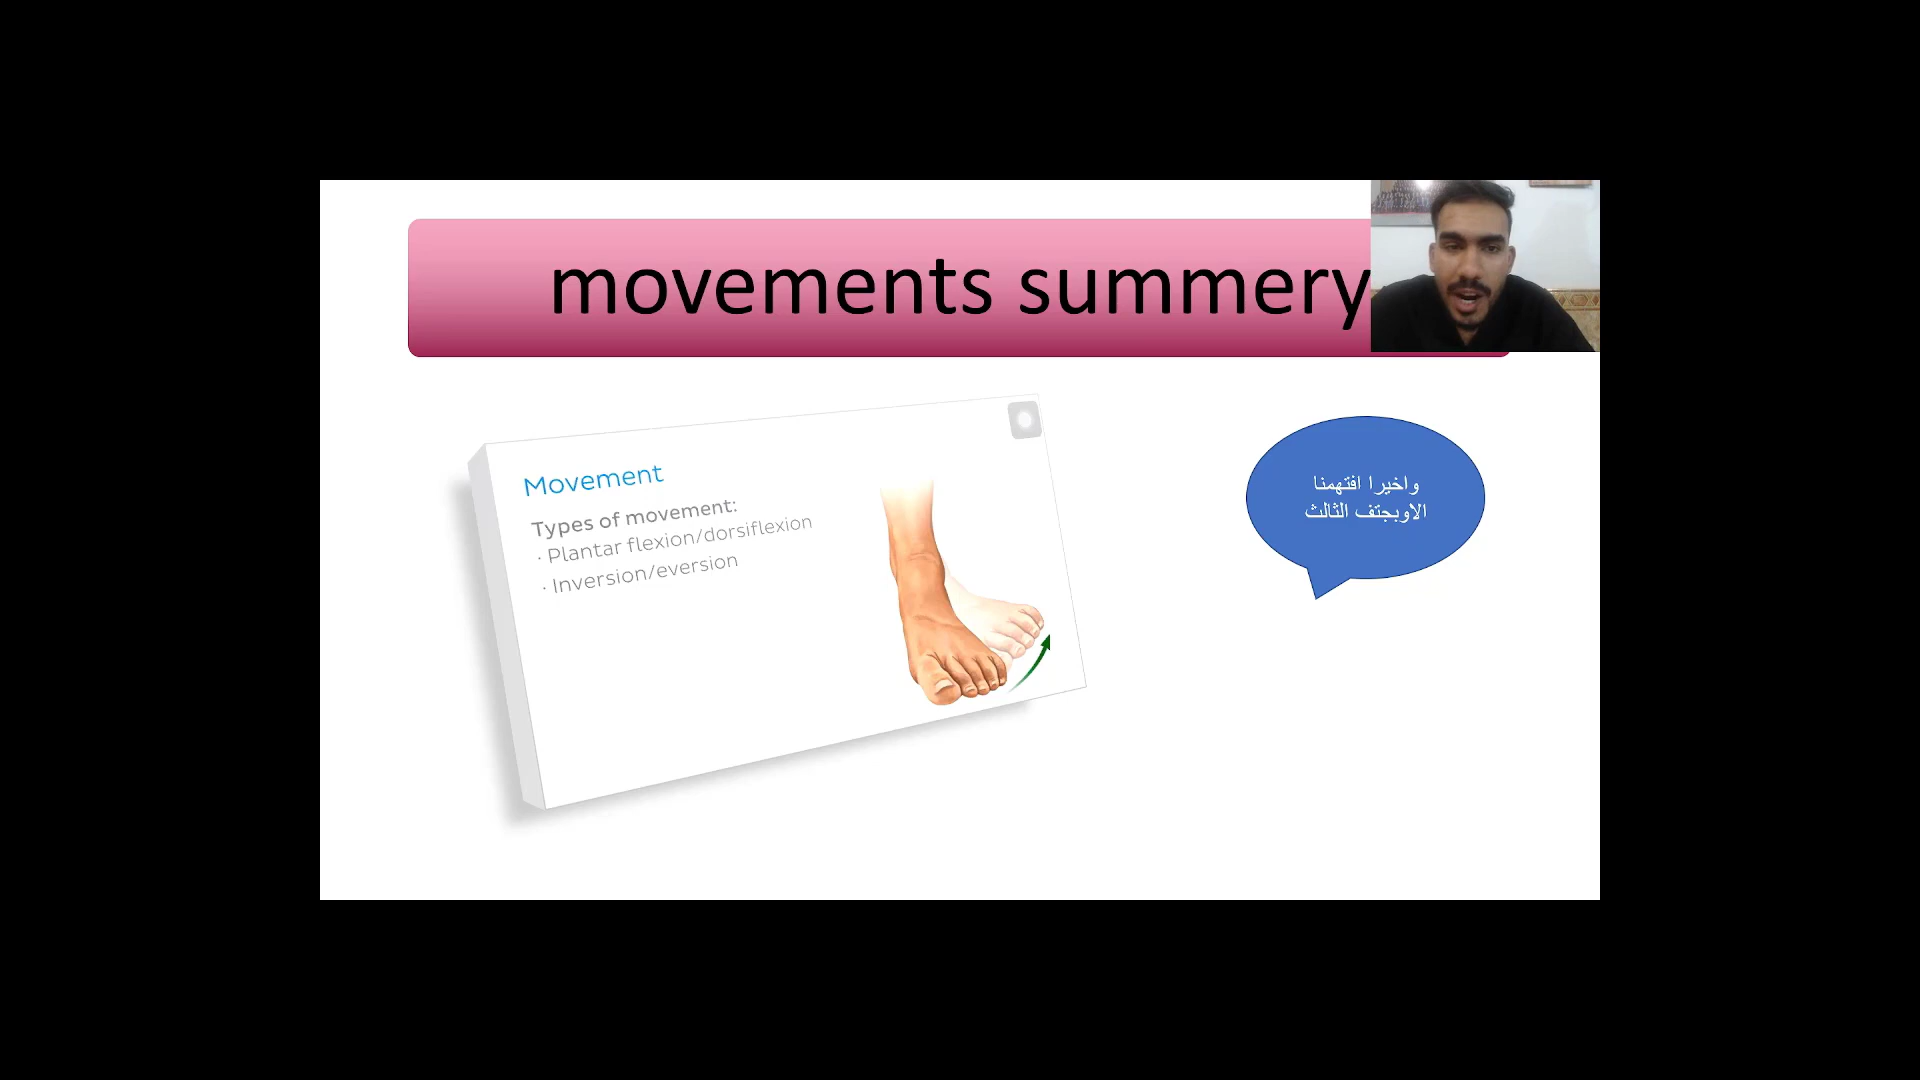 movements summery
Movement
Types of movement:
· Plantar flexion/dorsiflexion
· Inversion/eversion
واخيرا افتهمنا
الاوبجتف الثالث